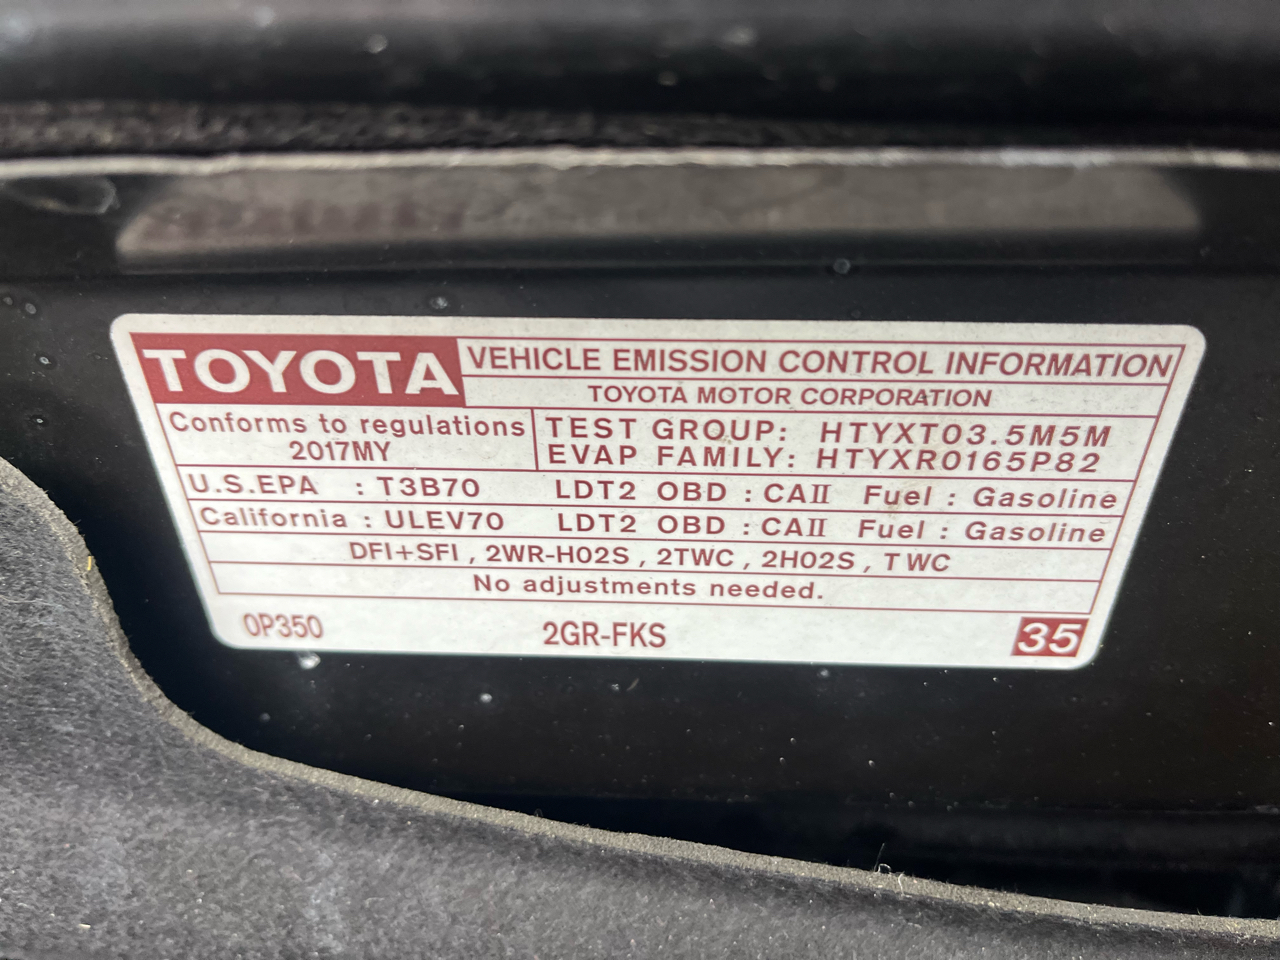 TOYOTA VEHICLE EMISSION CONTROL INFORMATION
TOYOTA MOTOR CORPORATION
Conforms to regulations
2017MY
TEST GROUP: HTYXT03.5M5M
EVAP FAMILY: HTYXR0165P82
U.S.EPA : T3B70 LDT2 OBD : CAII Fuel : Gasoline
California : ULEV70 LDT2 OBD : CAII Fuel : Gasoline
DFI+SFI, 2WR-HO2S, 2TWC, 2HO2S, TWC
No adjustments needed.
0P350 2GR-FKS 35